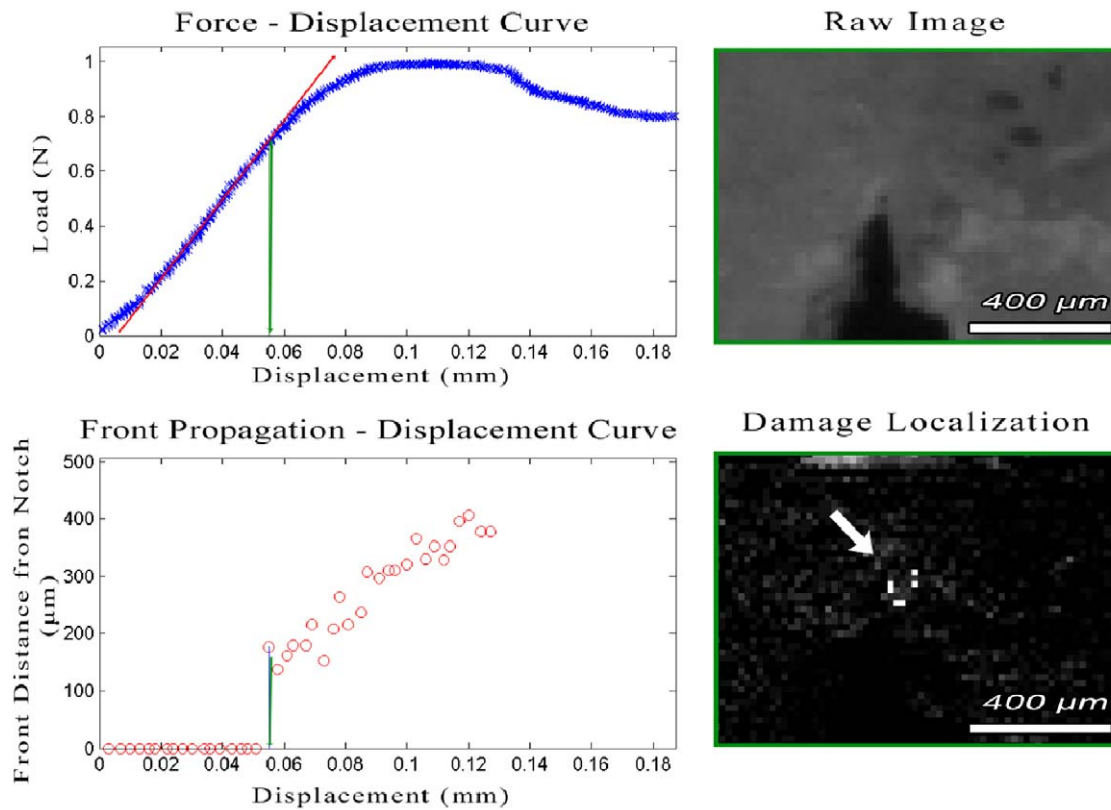 Force - Displacement Curve
Raw Image
Load (N)
1
0.8
0.6
0.4
0.2
0
0 0.02 0.04 0.06 0.08 0.1 0.12 0.14 0.16 0.18
Displacement (mm)
400 µm
Front Propagation - Displacement Curve
Damage Localization
Front Distance fron Notch
(µm)
500
400
300
200
100
0
0 0.02 0.04 0.06 0.08 0.1 0.12 0.14 0.16 0.18
Displacement (mm)
400 µm